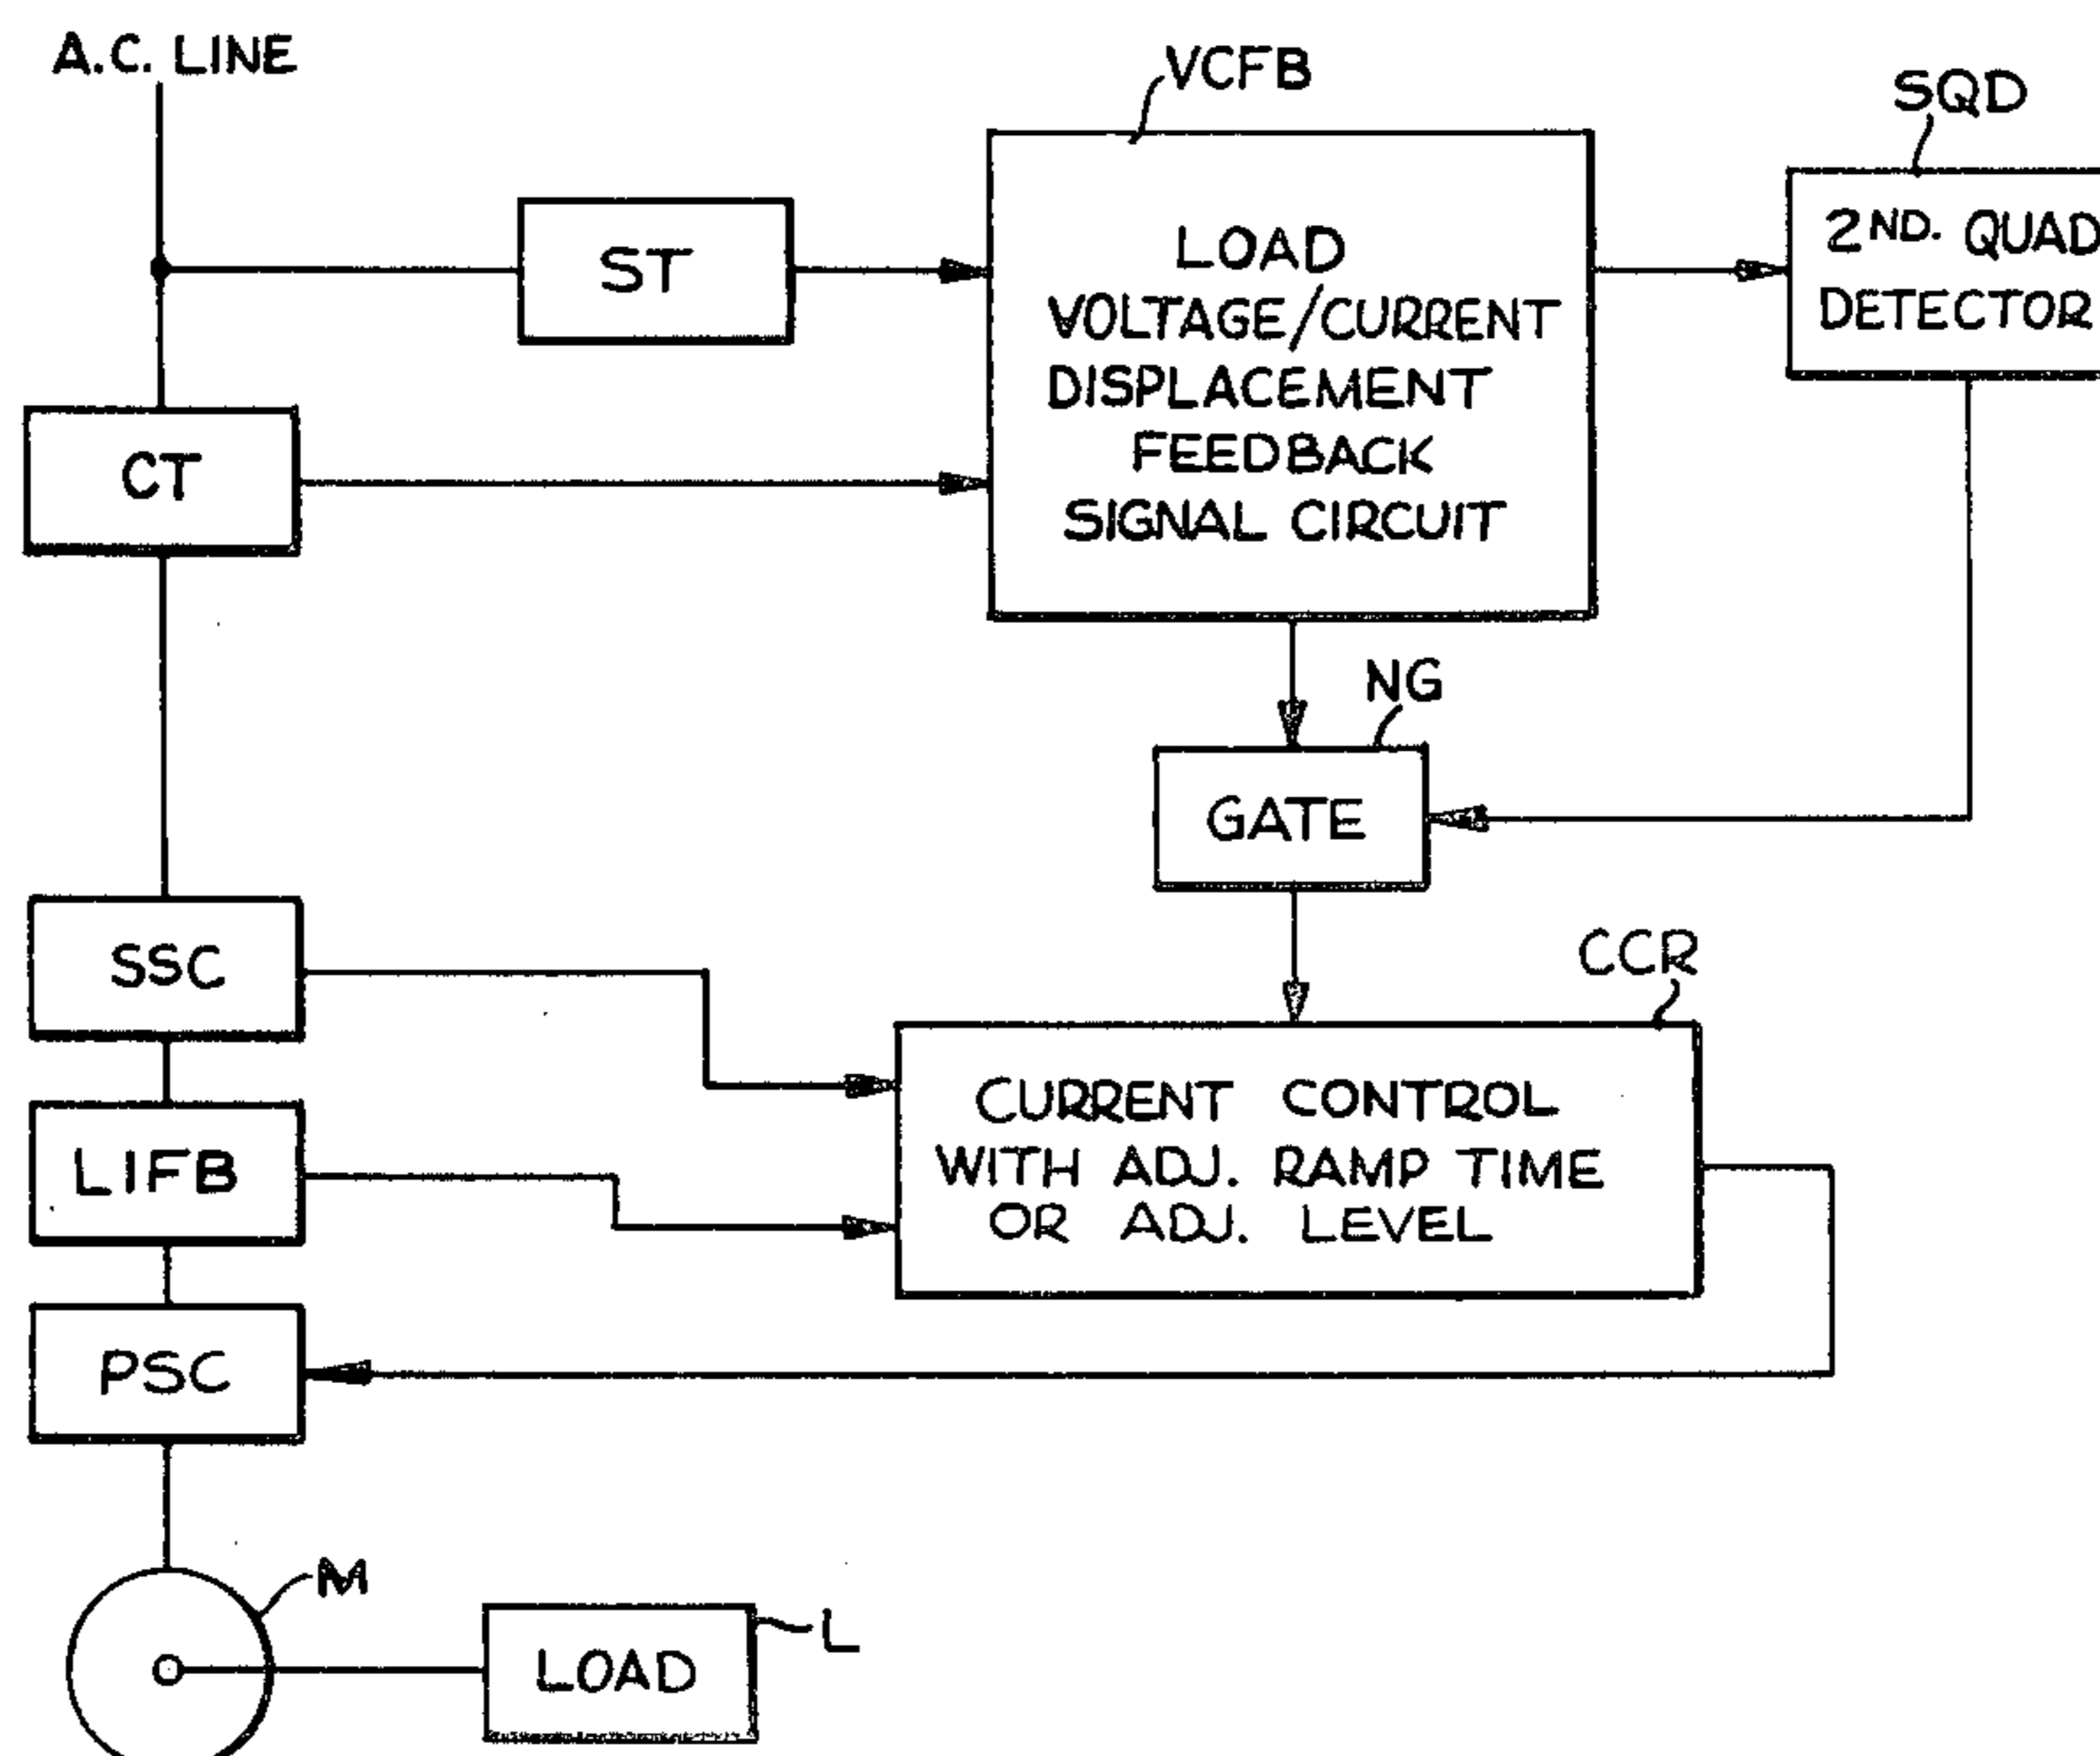 A.C. LINE
VCFB
SQD
ST
LOAD
VOLTAGE/CURRENT
DISPLACEMENT
FEEDBACK
SIGNAL CIRCUIT
2ND. QUAD
DETECTOR
CT
NG
GATE
SSC
CCR
CURRENT CONTROL
WITH ADJ. RAMP TIME
OR ADJ. LEVEL
LIFB
PSC
M
LOAD
L